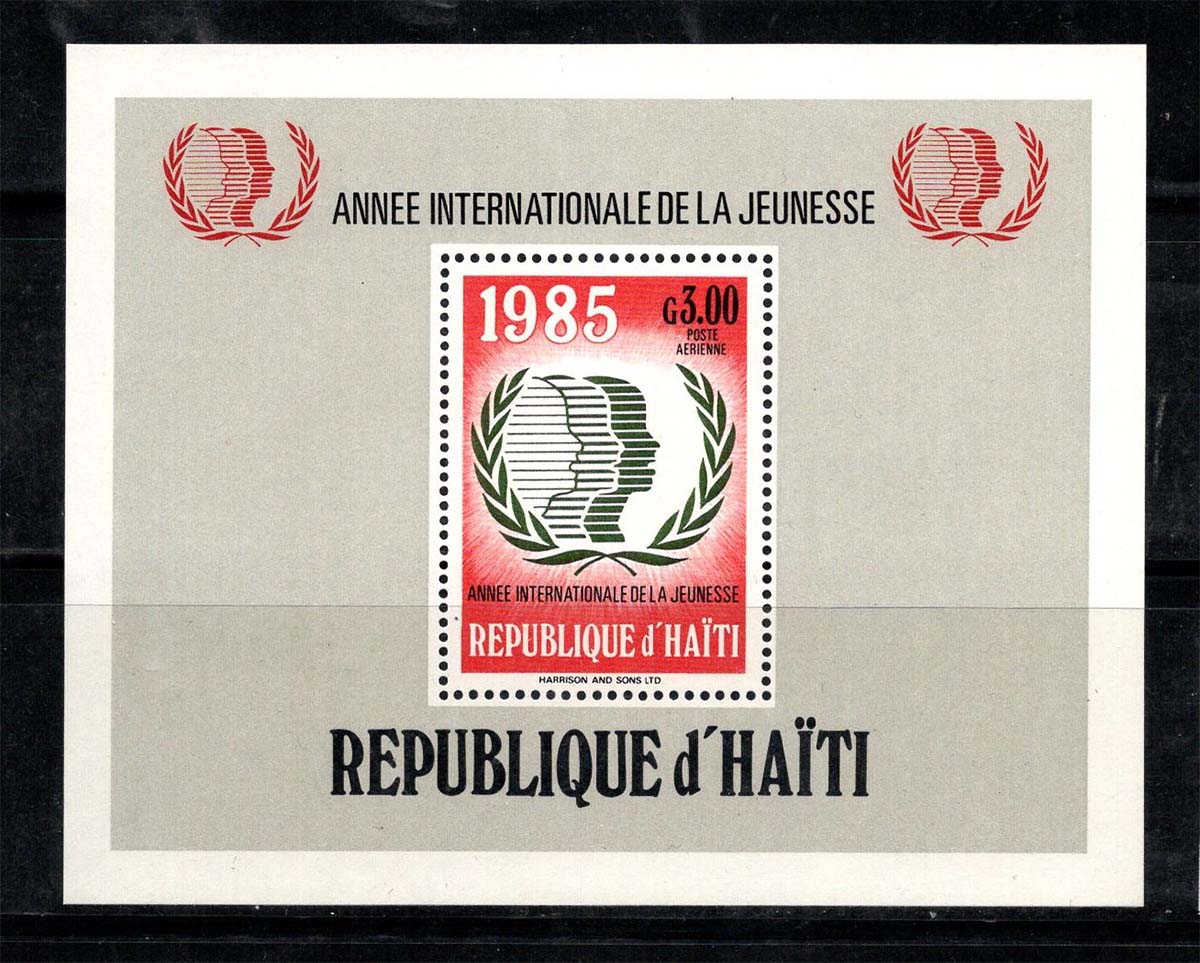 ANNEE INTERNATIONALE DE LA JEUNESSE
1985
G3.00
POSTE
AERIENNE
ANNEE INTERNATIONALE DE LA JEUNESSE
REPUBLIQUE d'HAÏTI
HARRISON AND SONS LTD
REPUBLIQUE d'HAÏTI